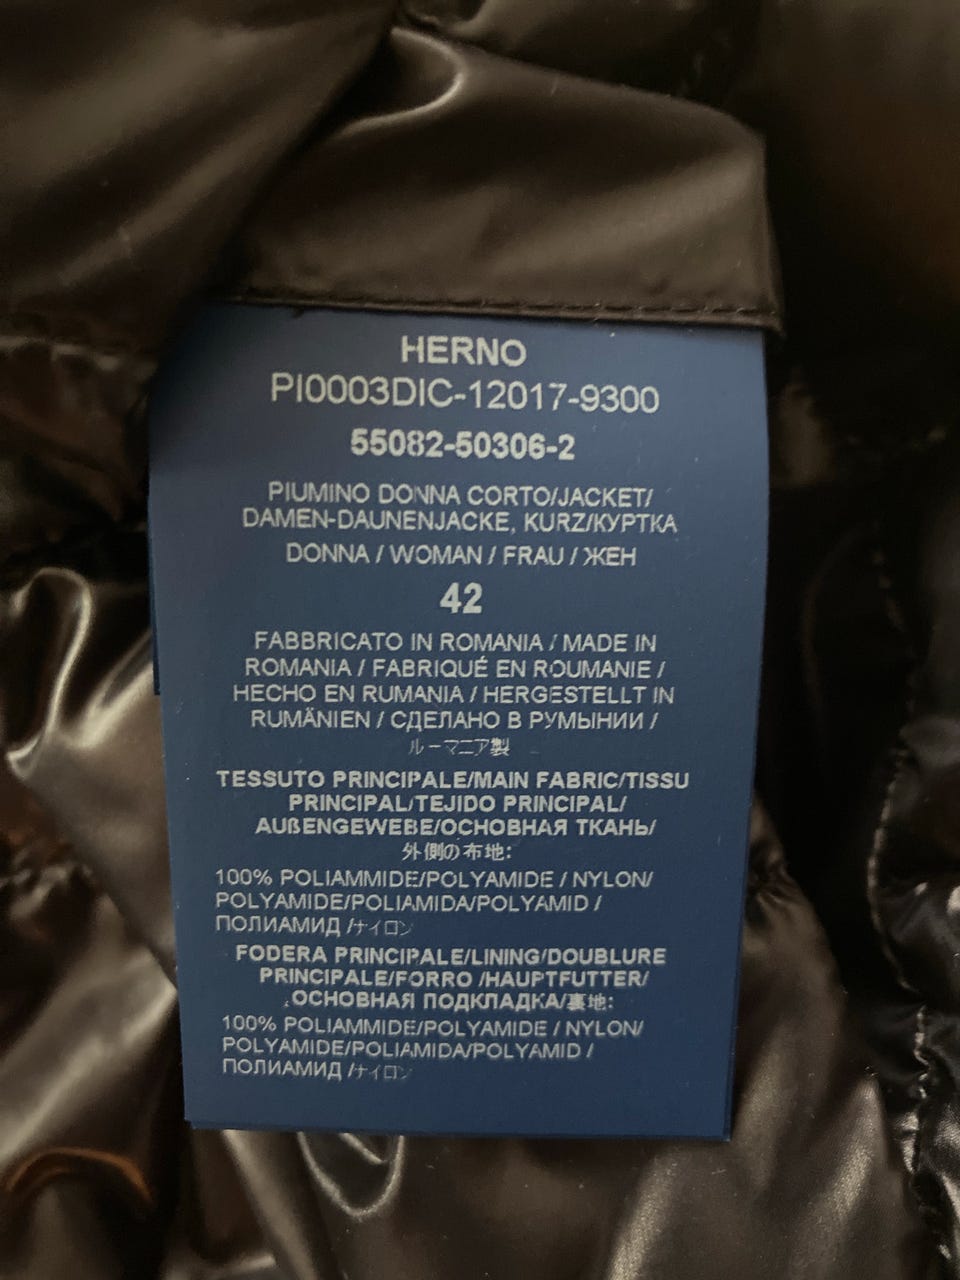 HERNO
PI0003DIC-12017-9300
55082-50306-2
PIUMINO DONNA CORTO/JACKET/
DAMEN-DAUNENJACKE, KURZ/КУРТКА
DONNA / WOMAN / FRAU / ЖЕН
42
FABBRICATO IN ROMANIA / MADE IN
ROMANIA / FABRIQUÉ EN ROUMANIE /
HECHO EN RUMANIA / HERGESTELLT IN
RUMÄNIEN / СДЕЛАНО В РУМЫНИИ /
ルーマニア製
TESSUTO PRINCIPALE/MAIN FABRIC/TISSU
PRINCIPAL/TEJIDO PRINCIPAL/
AUßENGEWEBE/ОСНОВНАЯ ТКАНЬ/
外側の布地:
100% POLIAMMIDE/POLYAMIDE / NYLON/
POLYAMIDE/POLIAMIDA/POLYAMID /
ПОЛИАМИД /ナイロン
FODERA PRINCIPALE/LINING/DOUBLURE
PRINCIPALE/FORRO /HAUPTFUTTER/
.ОСНОВНАЯ ПОДКЛАДКА/裏地:
100% POLIAMMIDE/POLYAMIDE / NYLON/
POLYAMIDE/POLIAMIDA/POLYAMID /
ПОЛИАМИД /ナイロン